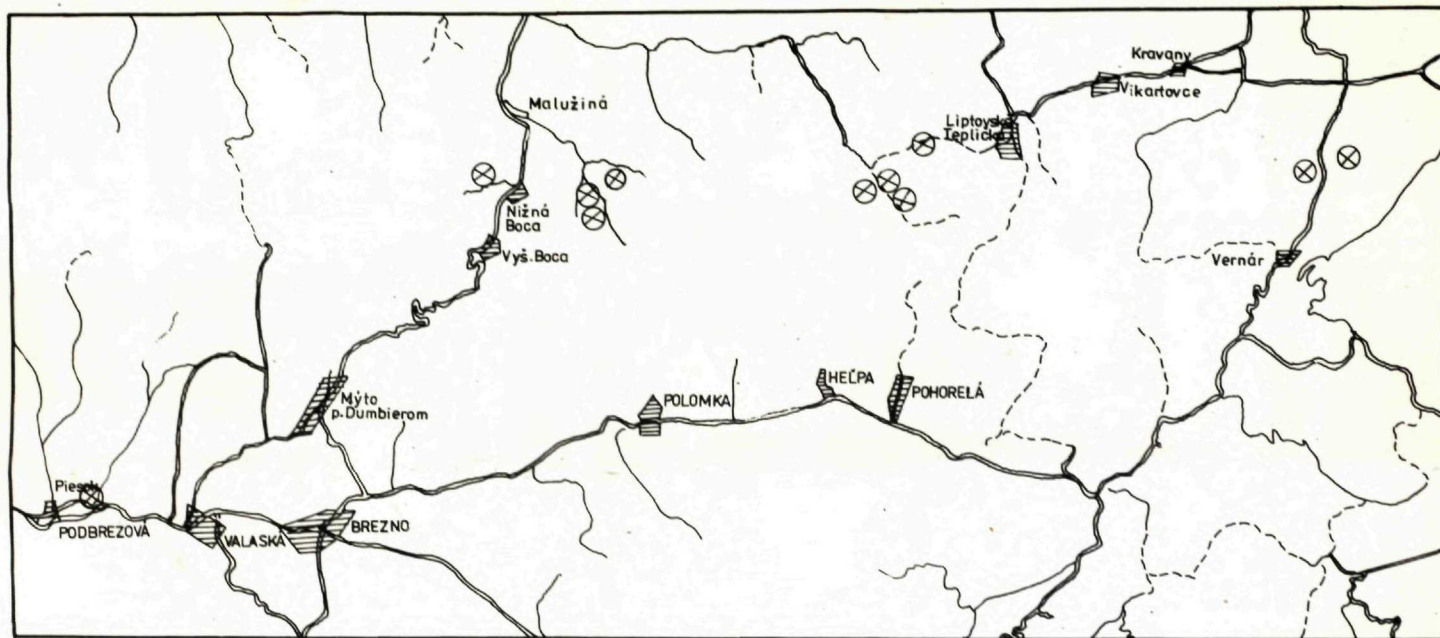 Kravany
Vikartovce
Malužiná
Liptovská
Teplička
Nižná
Boca
Vyš. Boca
Vernár
Mýto
p. Ďumbierom
POLOMKA
HEĽPA
POHORELÁ
Piesok
PODBREZOVÁ
VALASKÁ
BREZNO